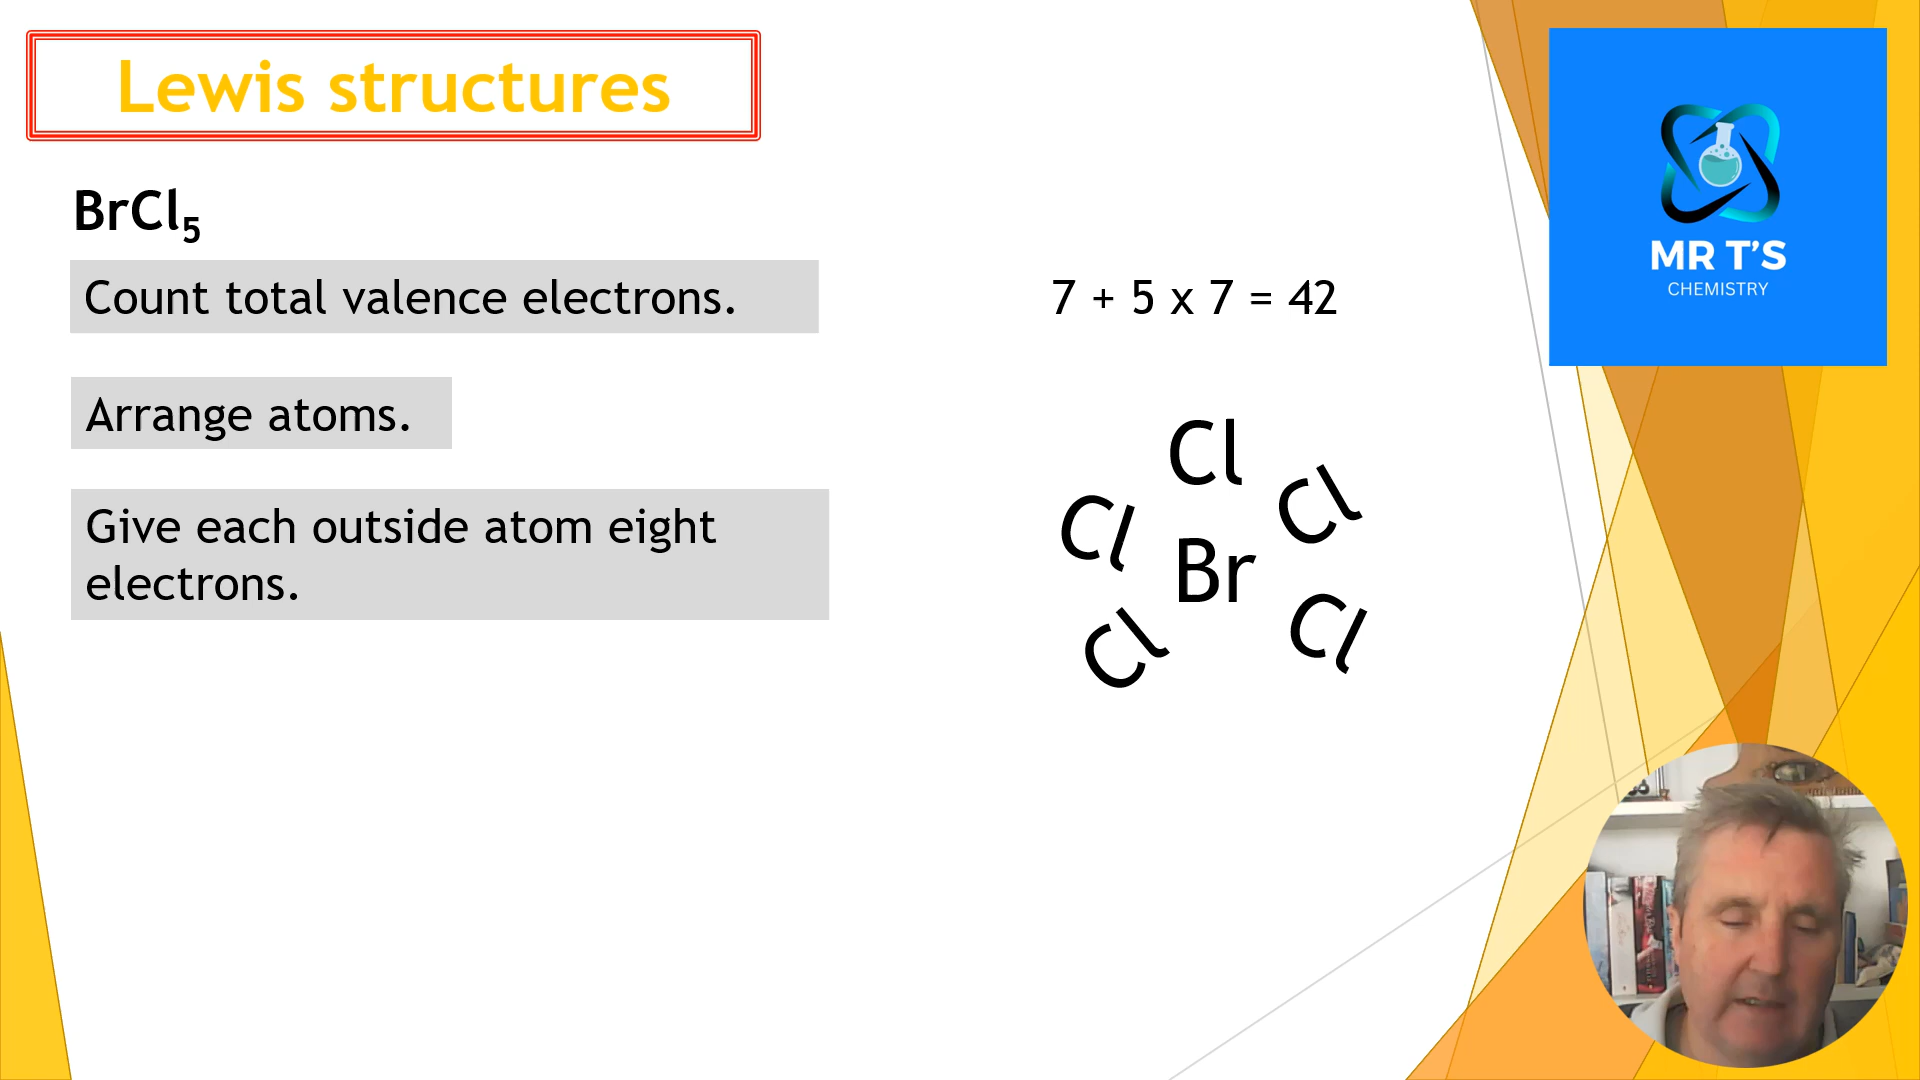 Lewis structures
BrCl₅
Count total valence electrons.
7 + 5 x 7 = 42
Arrange atoms.
Give each outside atom eight
electrons.
Cl
Cl
Cl
Br
Cl
Cl
MR T'S
CHEMISTRY